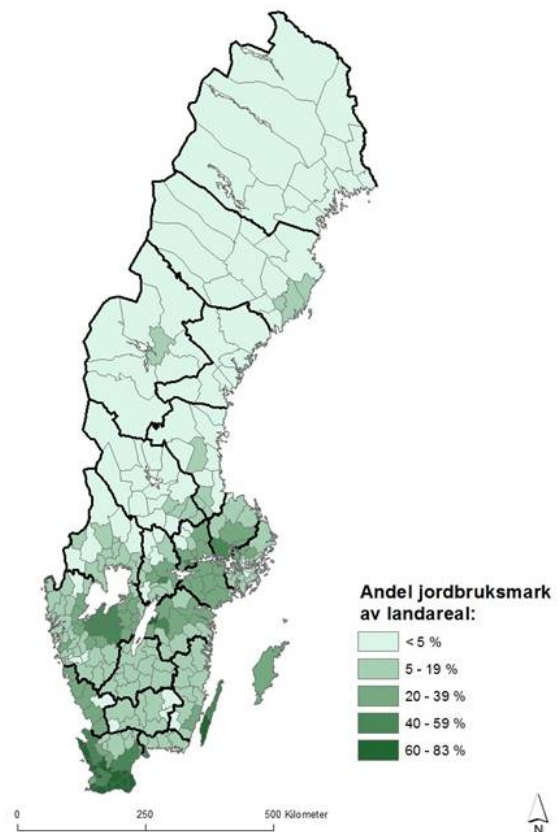 Andel jordbruksmark
av landareal:
< 5 %
5 - 19 %
20 - 39 %
40 - 59 %
60 - 83 %
0 250 500 Kilometer
N